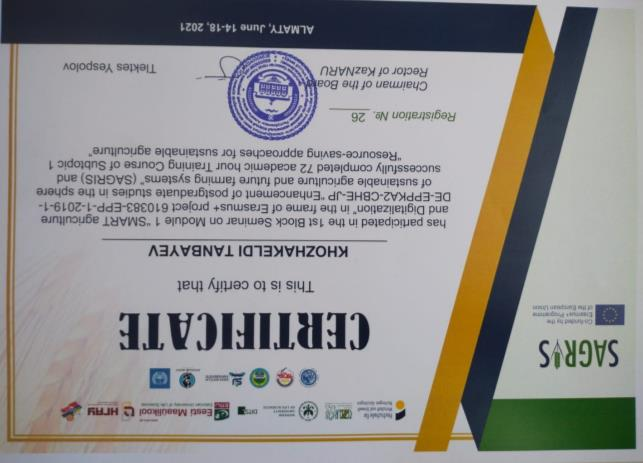 SAGRIS
Co-funded by the
Erasmus+ Programme
of the European Union
Eesti Maaülikool
CERTIFICATE
This is to certify that
KHOZHAKELDI TANBAYEV
has participated in the 1st Block Seminar on Module 1 "SMART agriculture
and Digitalization" in the frame of Erasmus+ project 610383-EPP-1-2019-1-
DE-EPPKA2-CBHE-JP "Enhancement of postgraduate studies in the sphere
of sustainable agriculture and future farming systems" (SAGRIS) and
successfully completed 72 academic hour Training Course of Subtopic 1
"Resource-saving approaches for sustainable agriculture"
Registration №. 26
Chairman of the Board
Rector of KazNARU
Tlektes Yespolov
ALMATY, June 14-18, 2021